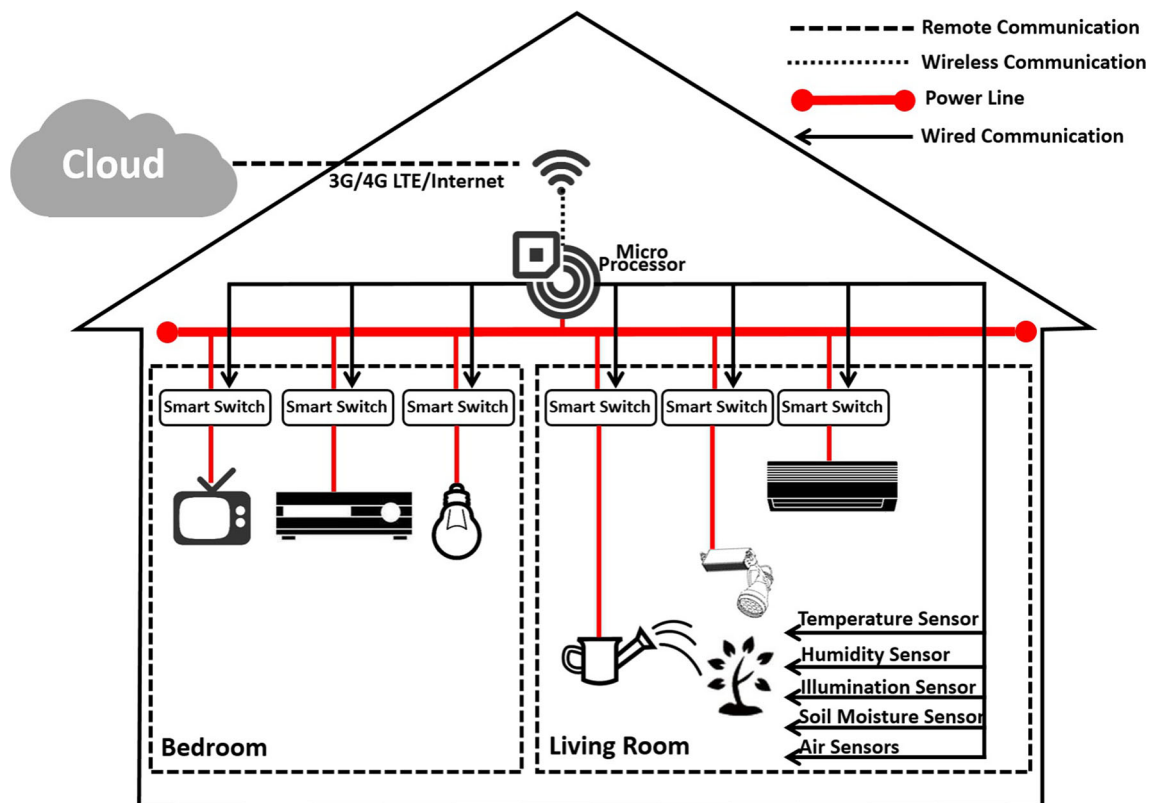 Remote Communication
Wireless Communication
Power Line
Wired Communication
Cloud
3G/4G LTE/Internet
Micro
Processor
Smart Switch
Smart Switch
Smart Switch
Smart Switch
Smart Switch
Smart Switch
Temperature Sensor
Humidity Sensor
Illumination Sensor
Soil Moisture Sensor
Air Sensors
Bedroom
Living Room